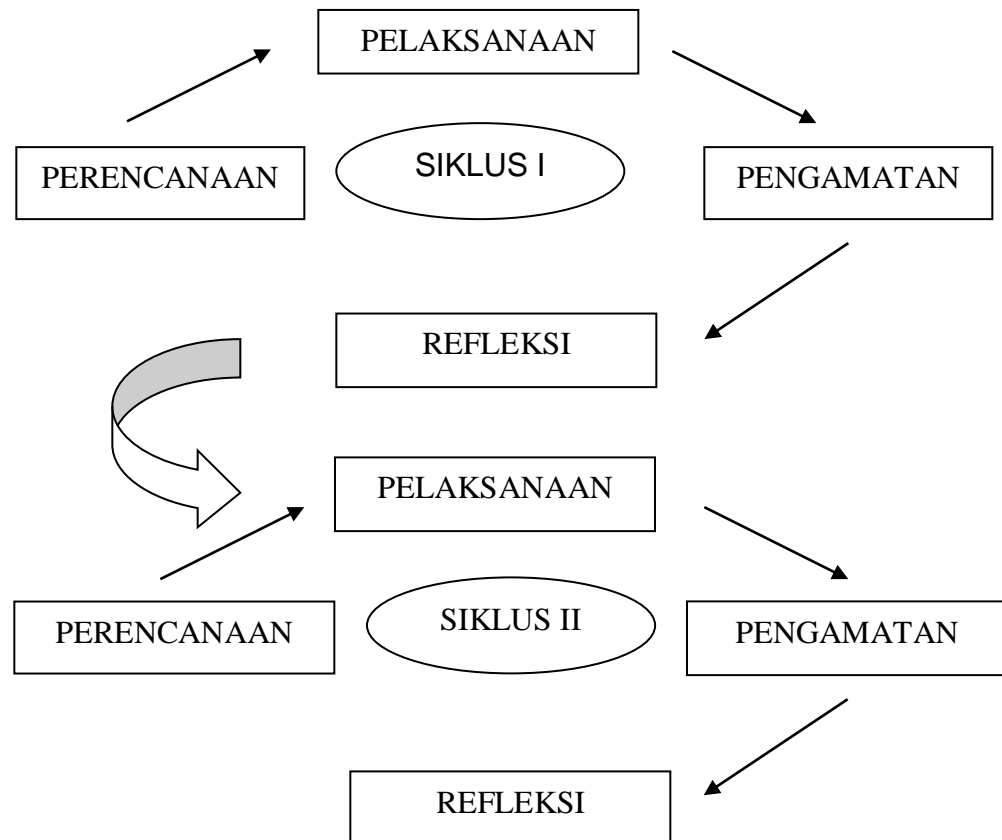 PELAKSANAAN
PERENCANAAN
SIKLUS I
PENGAMATAN
REFLEKSI
PELAKSANAAN
PERENCANAAN
SIKLUS II
PENGAMATAN
REFLEKSI